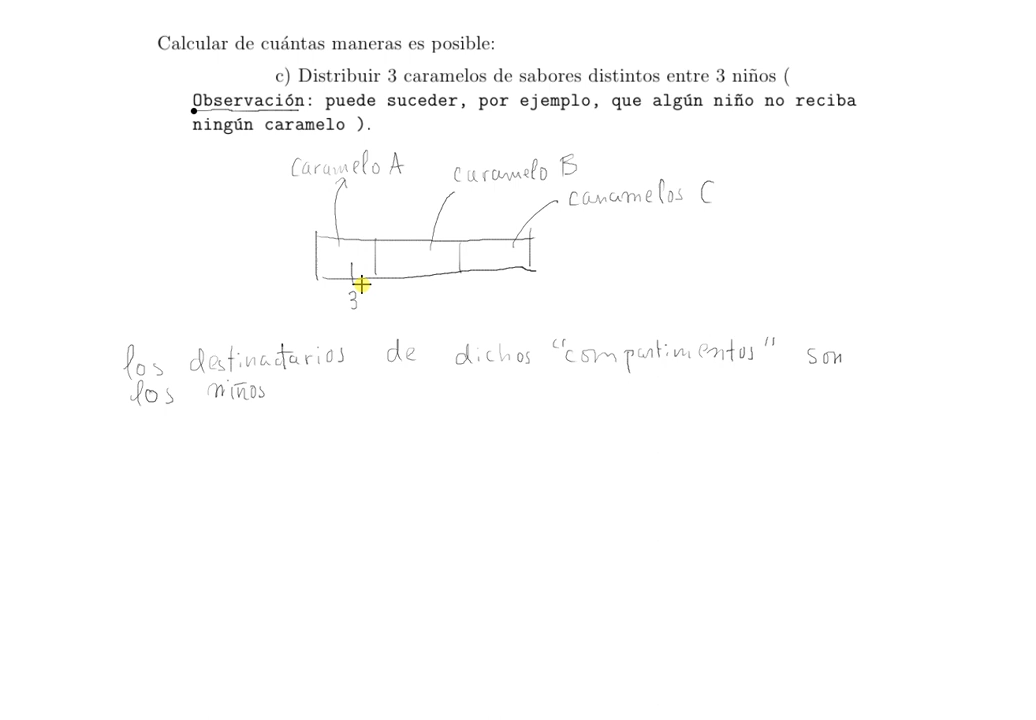 Calcular de cuántas maneras es posible:
c) Distribuir 3 caramelos de sabores distintos entre 3 niños (
Observación: puede suceder, por ejemplo, que algún niño no reciba
ningún caramelo ).
caramelo A
caramelo B
caramelos C
3
los destinactarios de dichos "compartimentos" son
los niños